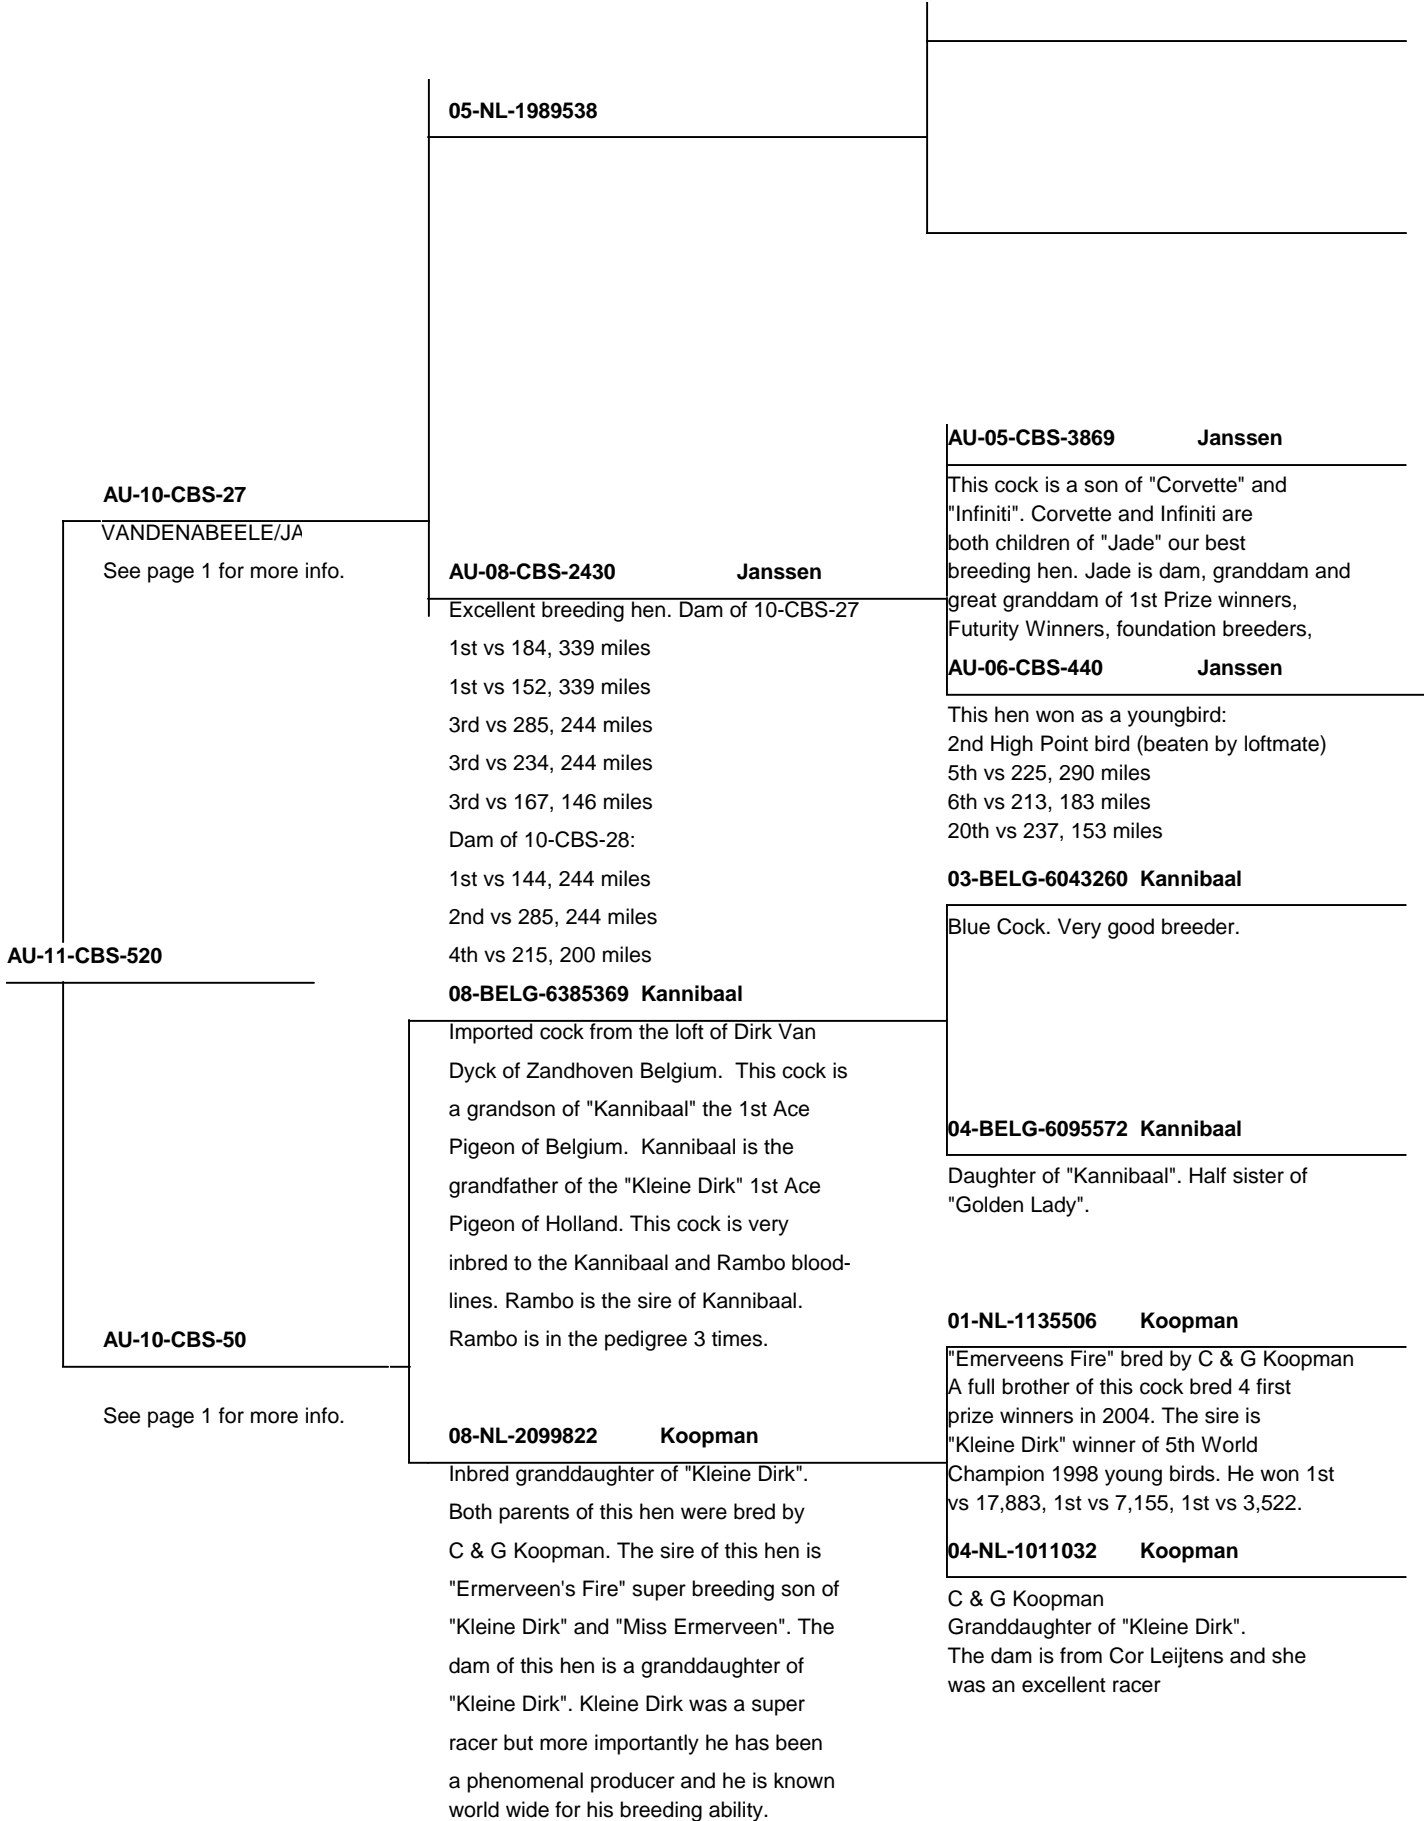 05-NL-1989538
AU-10-CBS-27
VANDENABEELE/JA
See page 1 for more info.
AU-08-CBS-2430 Janssen
Excellent breeding hen. Dam of 10-CBS-27
1st vs 184, 339 miles
1st vs 152, 339 miles
3rd vs 285, 244 miles
3rd vs 234, 244 miles
3rd vs 167, 146 miles
Dam of 10-CBS-28:
1st vs 144, 244 miles
2nd vs 285, 244 miles
4th vs 215, 200 miles
AU-05-CBS-3869 Janssen
This cock is a son of "Corvette" and
"Infiniti". Corvette and Infiniti are
both children of "Jade" our best
breeding hen. Jade is dam, granddam and
great granddam of 1st Prize winners,
Futurity Winners, foundation breeders,
AU-06-CBS-440 Janssen
This hen won as a youngbird:
2nd High Point bird (beaten by loftmate)
5th vs 225, 290 miles
6th vs 213, 183 miles
20th vs 237, 153 miles
AU-11-CBS-520
08-BELG-6385369 Kannibaal
Imported cock from the loft of Dirk Van
Dyck of Zandhoven Belgium. This cock is
a grandson of "Kannibaal" the 1st Ace
Pigeon of Belgium. Kannibaal is the
grandfather of the "Kleine Dirk" 1st Ace
Pigeon of Holland. This cock is very
inbred to the Kannibaal and Rambo blood-
lines. Rambo is the sire of Kannibaal.
Rambo is in the pedigree 3 times.
03-BELG-6043260 Kannibaal
Blue Cock. Very good breeder.
04-BELG-6095572 Kannibaal
Daughter of "Kannibaal". Half sister of
"Golden Lady".
AU-10-CBS-50
See page 1 for more info.
08-NL-2099822 Koopman
Inbred granddaughter of "Kleine Dirk".
Both parents of this hen were bred by
C & G Koopman. The sire of this hen is
"Ermerveen's Fire" super breeding son of
"Kleine Dirk" and "Miss Ermerveen". The
dam of this hen is a granddaughter of
"Kleine Dirk". Kleine Dirk was a super
racer but more importantly he has been
a phenomenal producer and he is known
world wide for his breeding ability.
01-NL-1135506 Koopman
"Emerveens Fire" bred by C & G Koopman
A full brother of this cock bred 4 first
prize winners in 2004. The sire is
"Kleine Dirk" winner of 5th World
Champion 1998 young birds. He won 1st
vs 17,883, 1st vs 7,155, 1st vs 3,522.
04-NL-1011032 Koopman
C & G Koopman
Granddaughter of "Kleine Dirk".
The dam is from Cor Leijtens and she
was an excellent racer